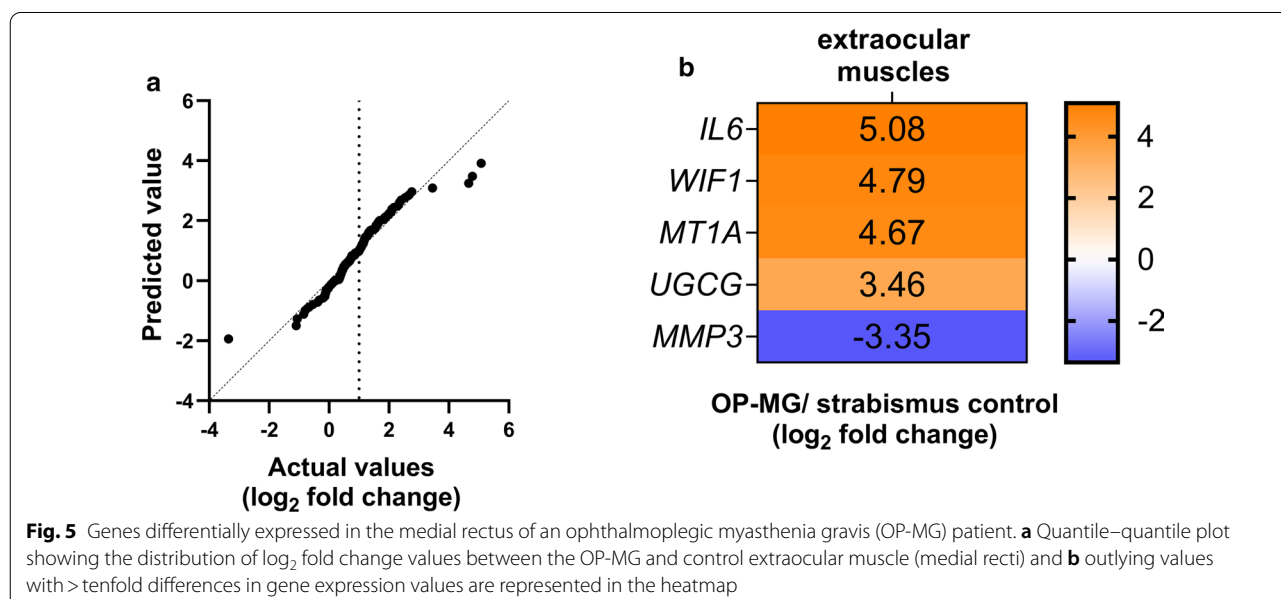 a
6
4
2
0
-2
-4
-4 -2 0 2 4 6
Predicted value
Actual values
(log2 fold change)
b
extraocular
muscles
IL6 5.08
WIF1 4.79
MT1A 4.67
UGCG 3.46
MMP3 -3.35
4
2
0
-2
OP-MG/ strabismus control
(log2 fold change)
Fig. 5 Genes differentially expressed in the medial rectus of an ophthalmoplegic myasthenia gravis (OP-MG) patient. a Quantile–quantile plot
showing the distribution of log2 fold change values between the OP-MG and control extraocular muscle (medial recti) and b outlying values
with > tenfold differences in gene expression values are represented in the heatmap